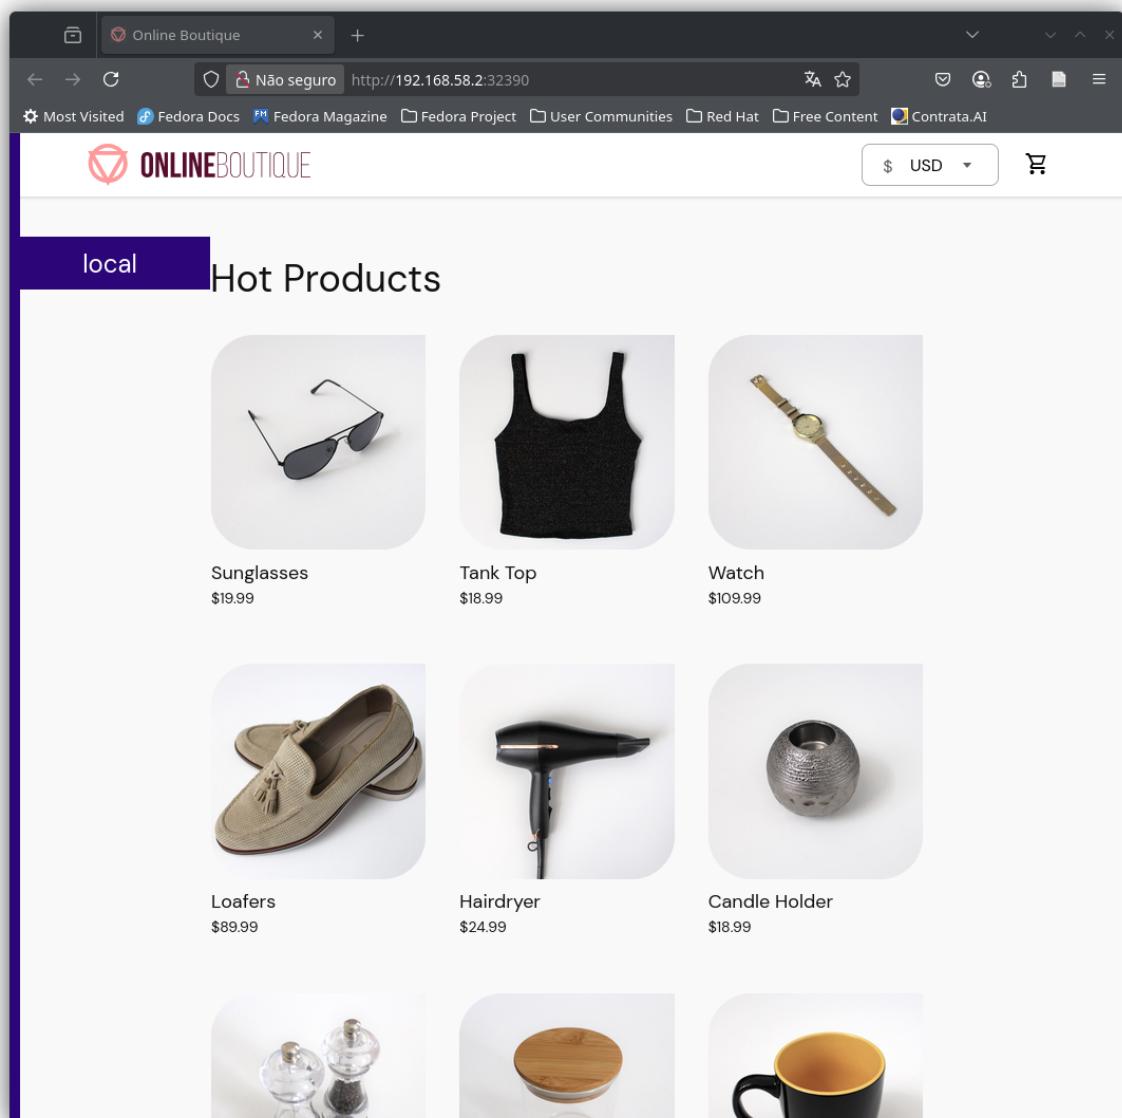 Online Boutique
Não seguro http://192.168.58.2:32390
Most Visited Fedora Docs Fedora Magazine Fedora Project User Communities Red Hat Free Content Contrata.AI
ONLINEBOUTIQUE $ USD
local
Hot Products
Sunglasses Tank Top Watch
$19.99 $18.99 $109.99
Loafers Hairdryer Candle Holder
$89.99 $24.99 $18.99